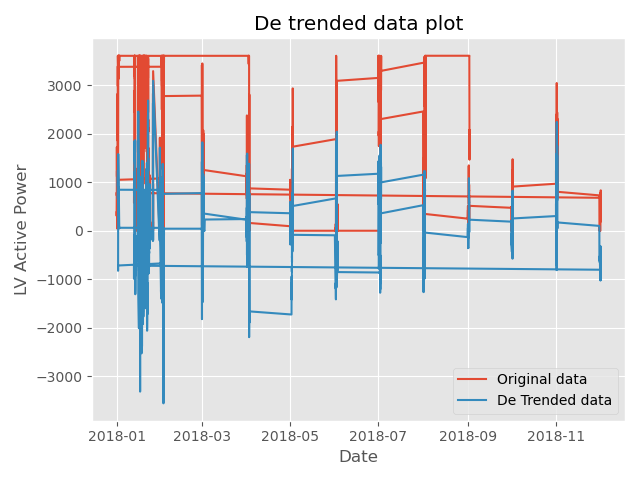 De trended data plot
LV Active Power
3000
2000
1000
0
−1000
−2000
−3000
Original data
De Trended data
2018-01 2018-03 2018-05 2018-07 2018-09 2018-11
Date